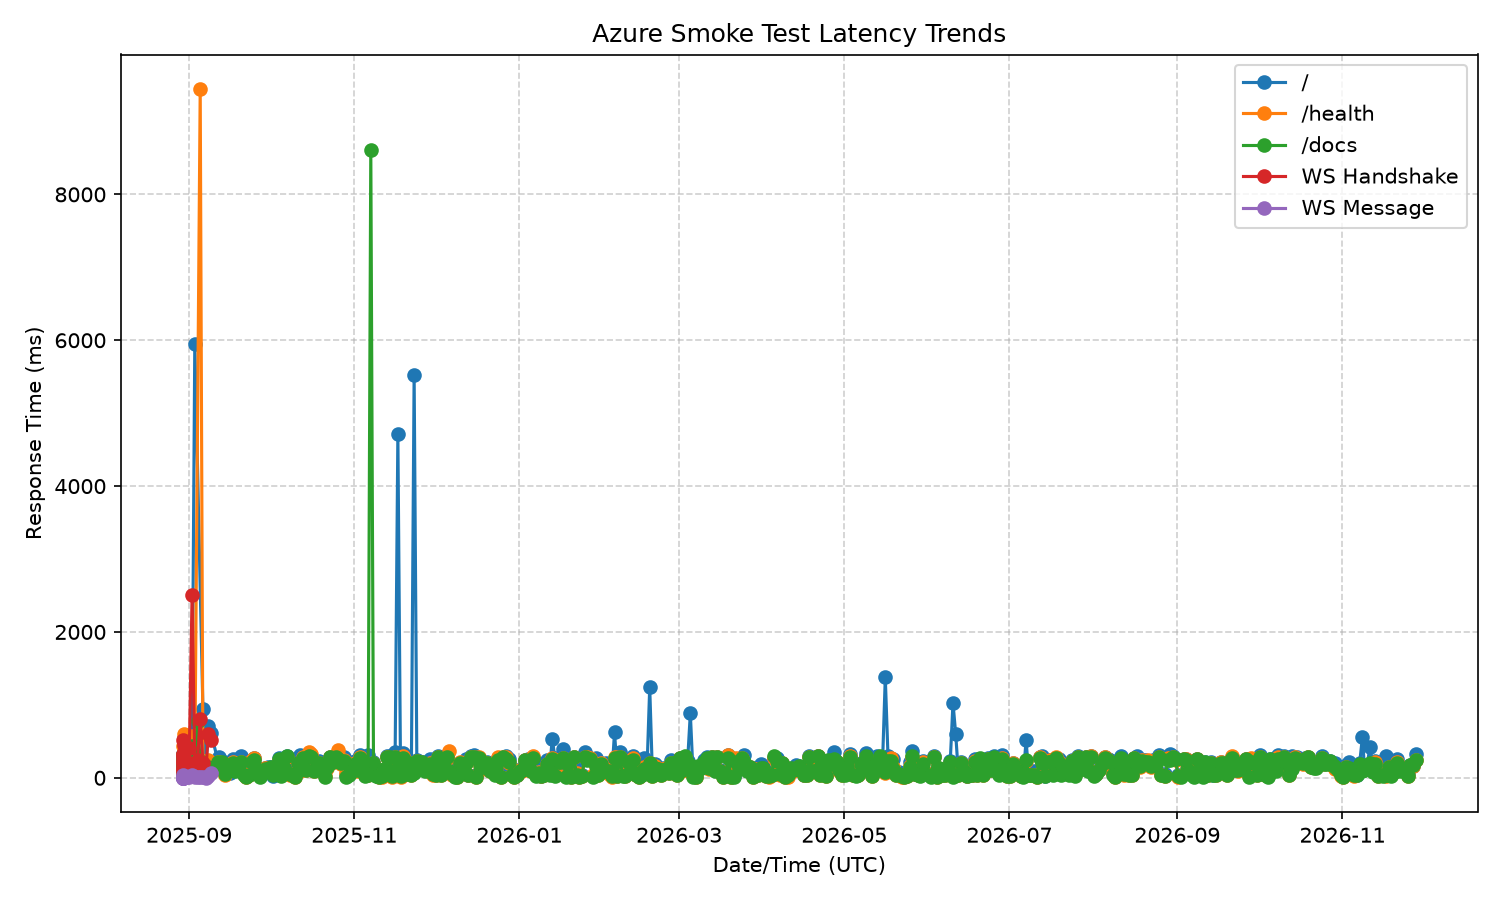 Azure Smoke Test Latency Trends
/
/health
/docs
WS Handshake
WS Message
Response Time (ms)
8000
6000
4000
2000
0
2025-09
2025-11
2026-01
2026-03
2026-05
2026-07
2026-09
2026-11
Date/Time (UTC)